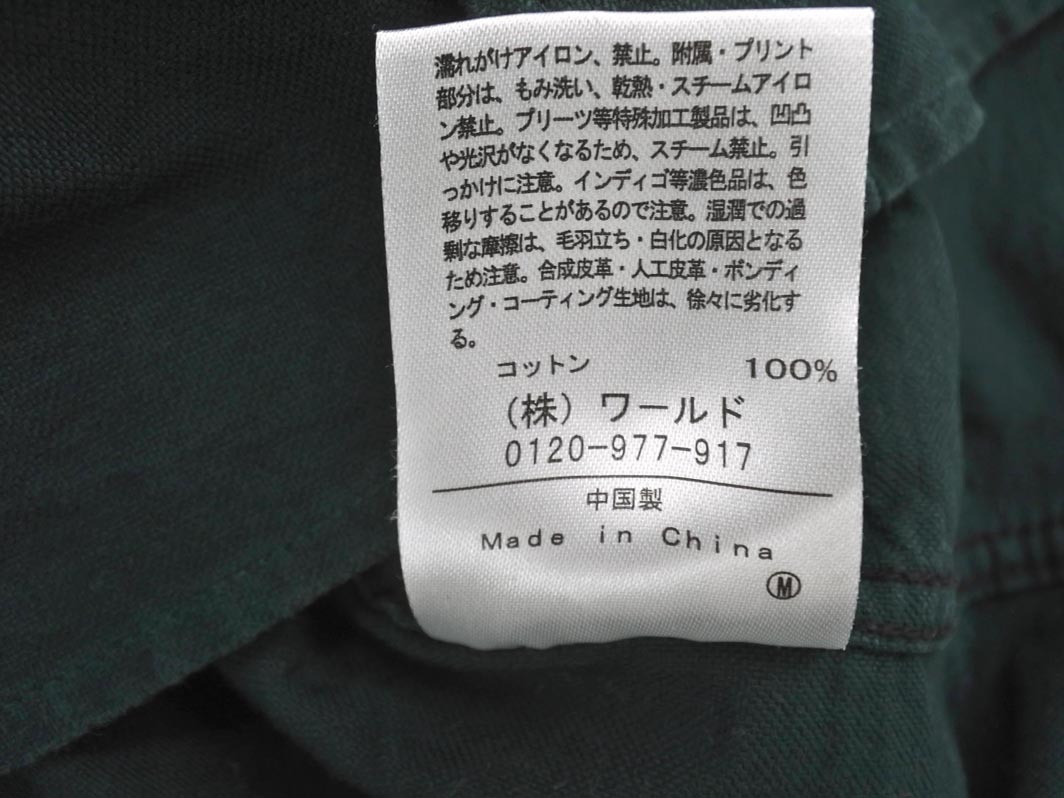 濡れがけアイロン、禁止。附属・プリント
部分は、もみ洗い、乾熱・スチームアイロ
ン禁止。プリーツ等特殊加工製品は、凹凸
や光沢がなくなるため、スチーム禁止。引
っかけに注意。インディゴ等濃色品は、色
移りすることがあるので注意。湿潤での過
剰な摩擦は、毛羽立ち・白化の原因となる
ため注意。合成皮革・人工皮革・ボンディ
ング・コーティング生地は、徐々に劣化す
る。
コットン 100%
(株) ワールド
0120-977-917
中国製
Made in China
Ⓜ